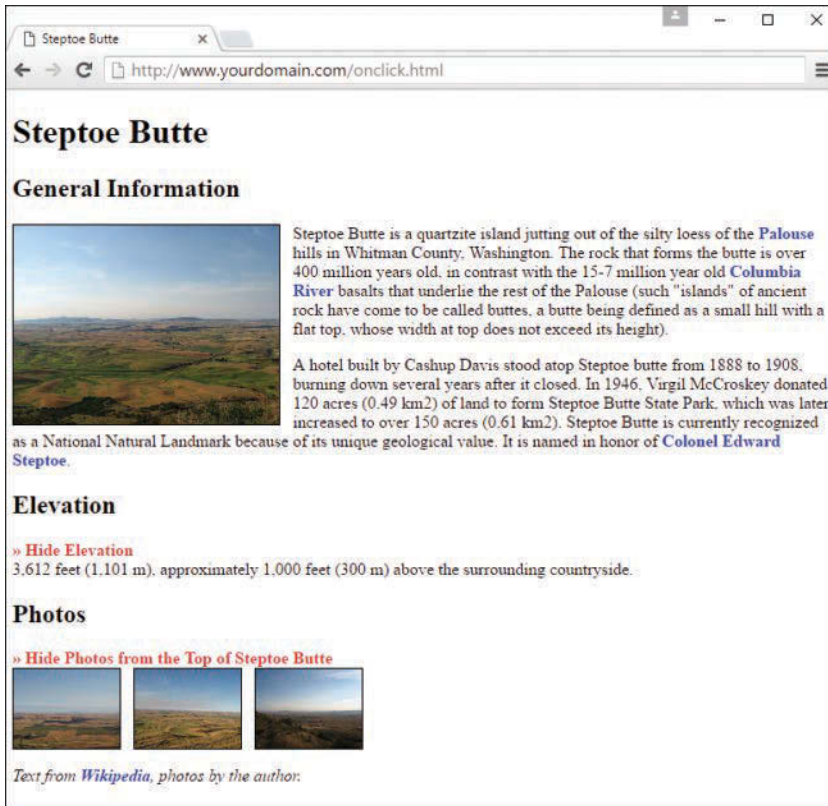 Steptoe Butte
http://www.yourdomain.com/onclick.html
Steptoe Butte
General Information
Steptoe Butte is a quartzite island jutting out of the silty loess of the Palouse
hills in Whitman County, Washington. The rock that forms the butte is over
400 million years old, in contrast with the 15-7 million year old Columbia
River basalts that underlie the rest of the Palouse (such "islands" of ancient
rock have come to be called buttes, a butte being defined as a small hill with a
flat top, whose width at top does not exceed its height).
A hotel built by Cashup Davis stood atop Steptoe butte from 1888 to 1908,
burning down several years after it closed. In 1946, Virgil McCroskey donated
120 acres (0.49 km2) of land to form Steptoe Butte State Park, which was later
increased to over 150 acres (0.61 km2). Steptoe Butte is currently recognized
as a National Natural Landmark because of its unique geological value. It is named in honor of Colonel Edward
Steptoe.
Elevation
» Hide Elevation
3,612 feet (1,101 m), approximately 1,000 feet (300 m) above the surrounding countryside.
Photos
» Hide Photos from the Top of Steptoe Butte
Text from Wikipedia, photos by the author.